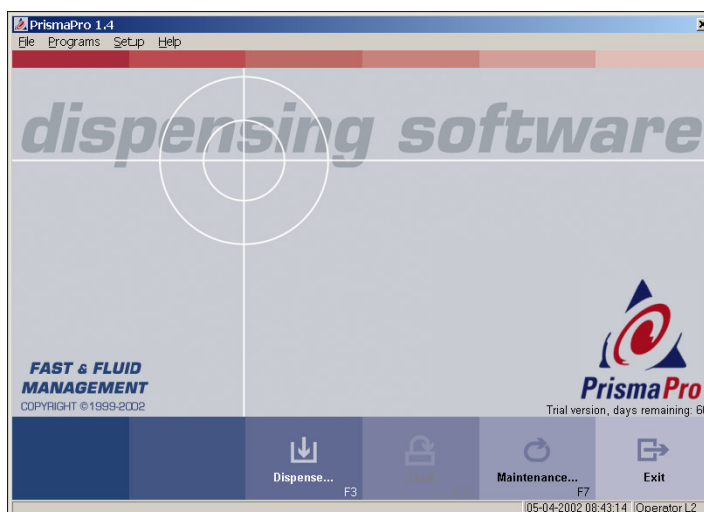 PrismaPro 1.4
File Programs Setup Help
dispensing software
FAST & FLUID
MANAGEMENT
COPYRIGHT ©1999-2002
PrismaPro
Trial version, days remaining: 60
Dispense...
F3
Maintenance...
F7
Exit
05-04-2002 08:43:14 Operator L2